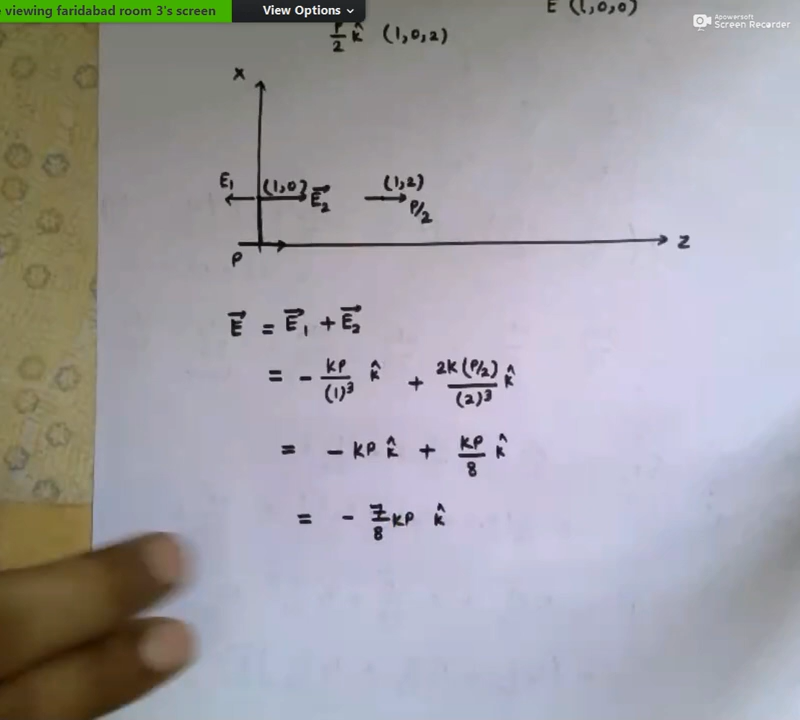 viewing faridabad room 3's screen View Options
Apowersoft
Screen Recorder
E (1,0,0)
P/2 k̂ (1,0,2)
X
E₁ (1,0) E⃗₂ (1,2)
P/2
P Z
E⃗ = E⃗₁ + E⃗₂
= - KP/(1)³ k̂ + 2K(P/2)/(2)³ k̂
= - KP k̂ + KP/8 k̂
= - 7/8 KP k̂